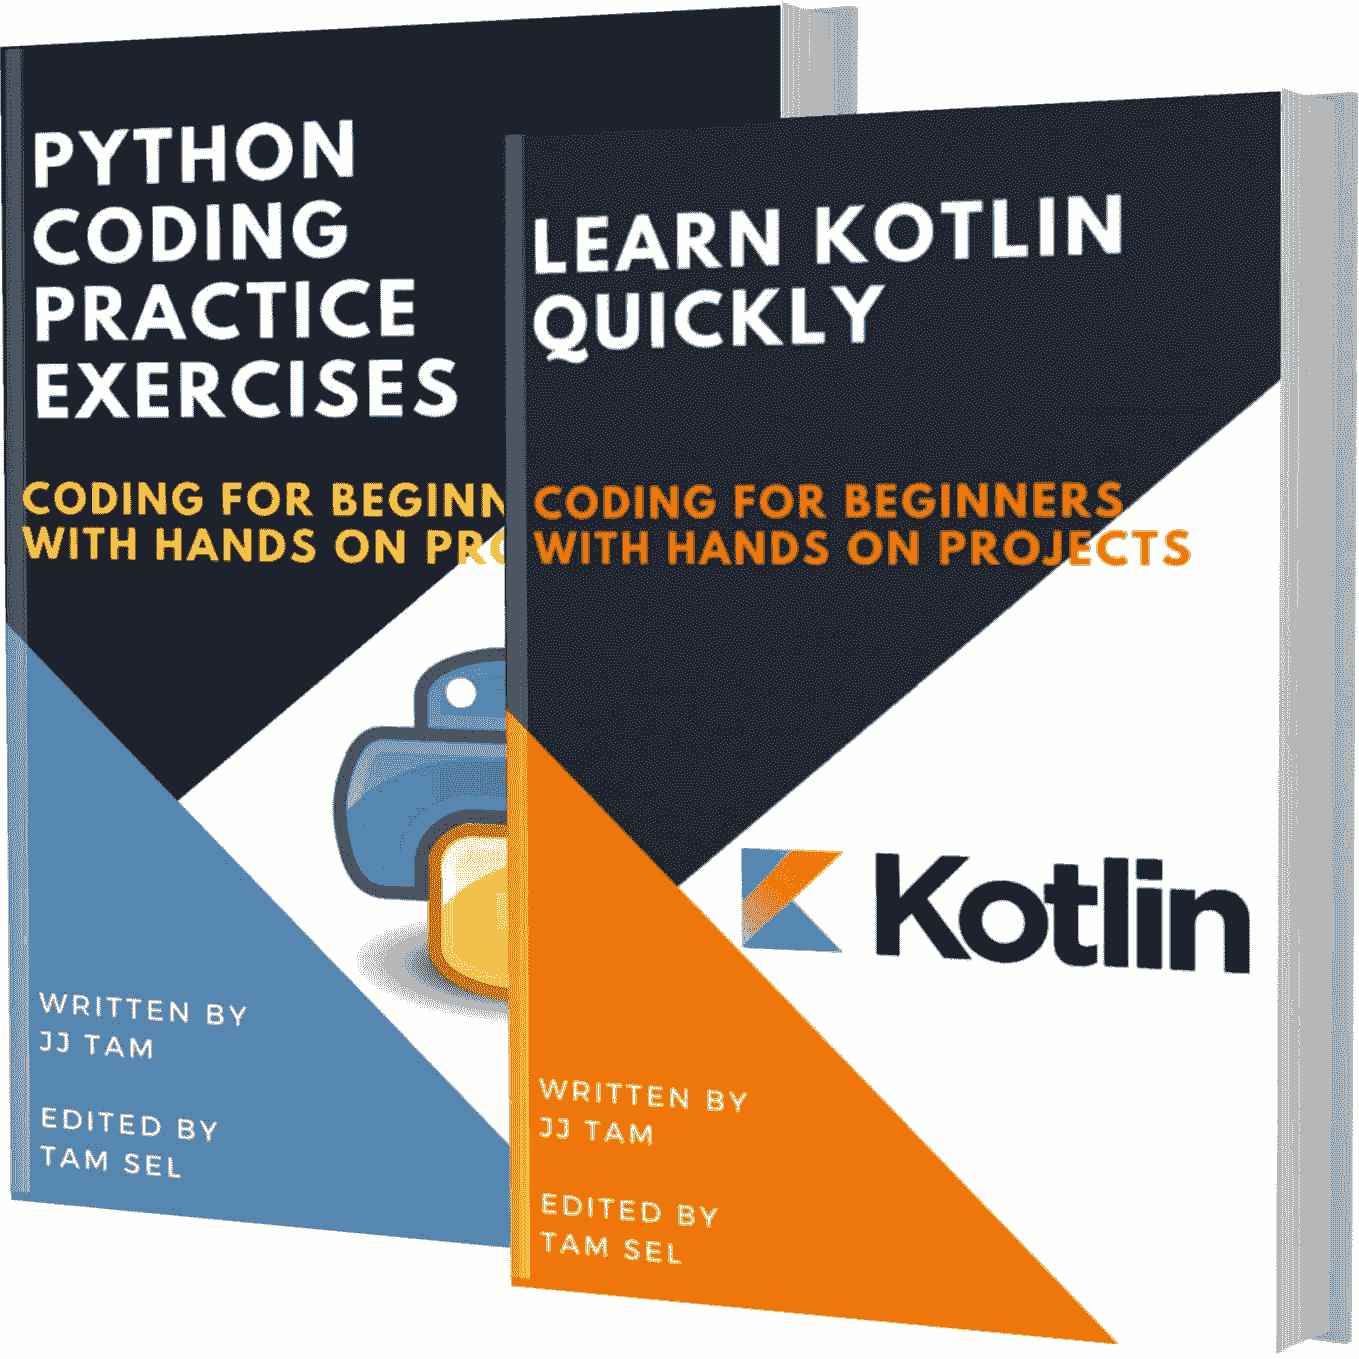 PYTHON
CODING
PRACTICE
EXERCISES
CODING FOR BEGINN
WITH HANDS ON PRO
WRITTEN BY
JJ TAM
EDITED BY
TAM SEL
LEARN KOTLIN
QUICKLY
CODING FOR BEGINNERS
WITH HANDS ON PROJECTS
Kotlin
WRITTEN BY
JJ TAM
EDITED BY
TAM SEL